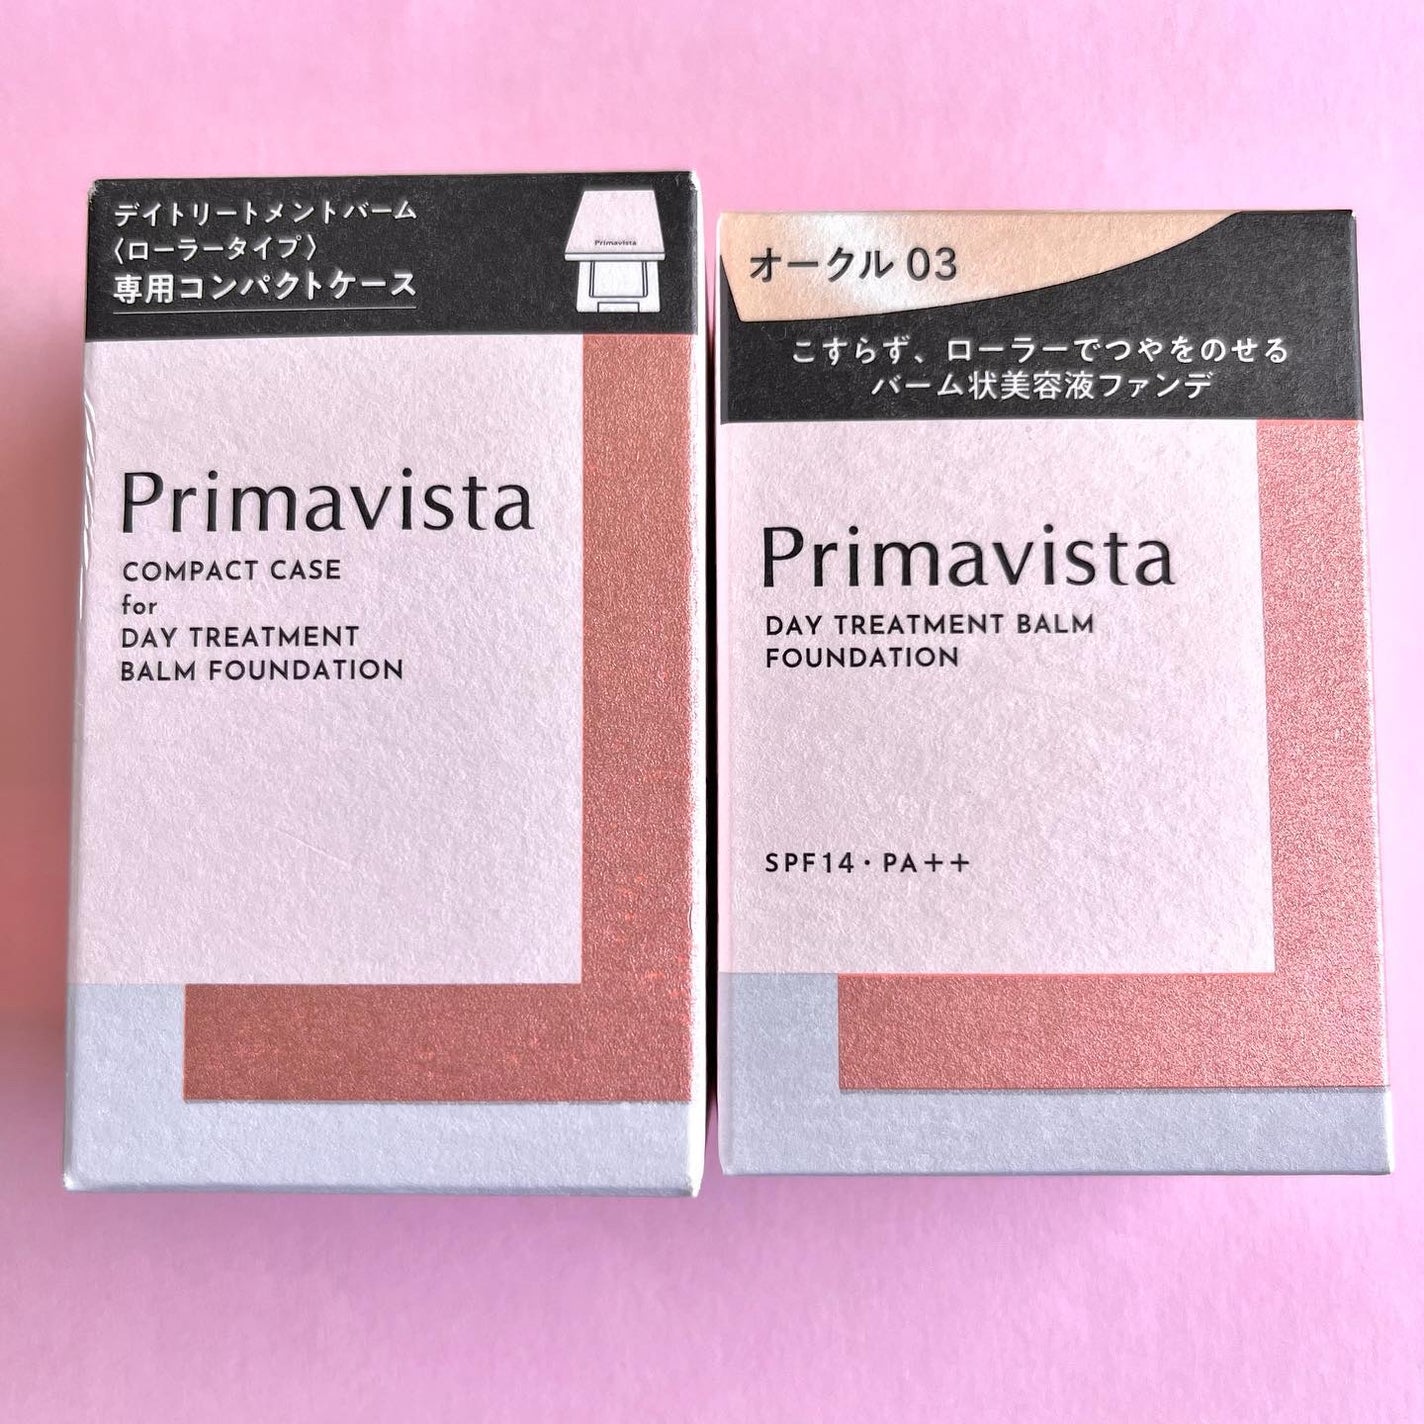 デイトリートメントバーム
〈ローラータイプ〉
専用コンパクトケース
Primavista
Primavista
COMPACT CASE
for
DAY TREATMENT
BALM FOUNDATION
オークル 03
こすらず、ローラーでつやをのせる
バーム状美容液ファンデ
Primavista
DAY TREATMENT BALM
FOUNDATION
SPF14・PA++